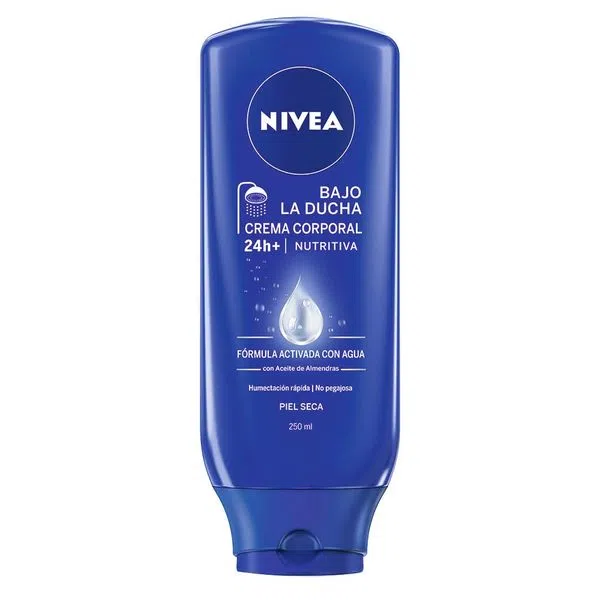 NIVEA
BAJO
LA DUCHA
CREMA CORPORAL
24h+ | NUTRITIVA
FÓRMULA ACTIVADA CON AGUA
con Aceite de Almendras
Humectación rápida | No pegajosa
PIEL SECA
250 ml